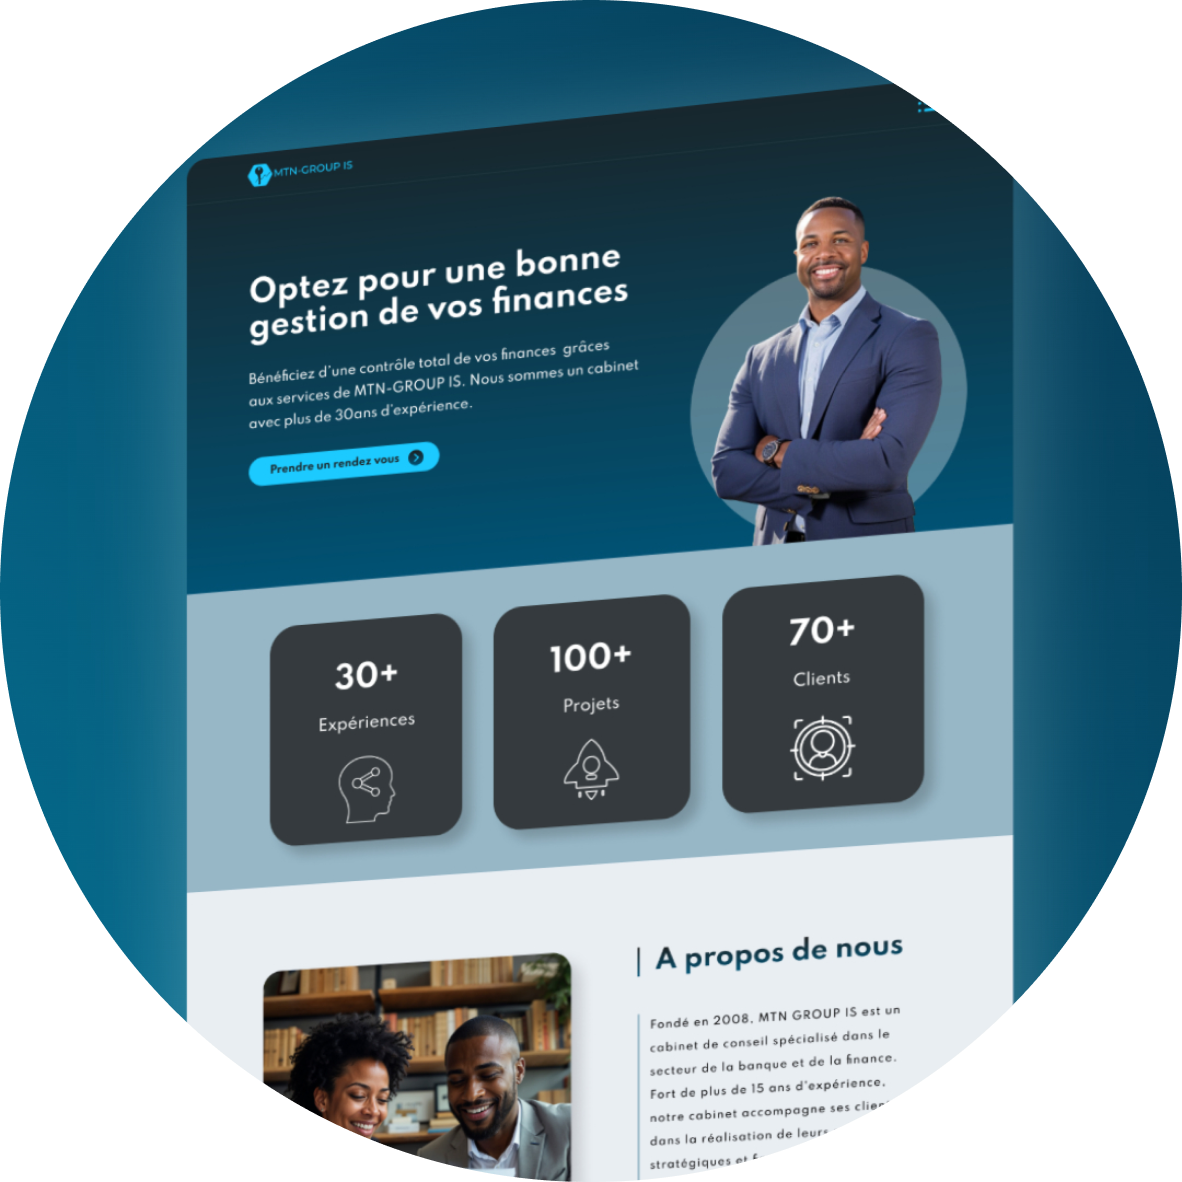 MTN-GROUP IS
Optez pour une bonne
gestion de vos finances
Bénéficiez d'une contrôle total de vos finances grâces
aux services de MTN-GROUP IS. Nous sommes un cabinet
avec plus de 30ans d'expérience.
Prendre un rendez vous
30+
Expériences
100+
Projets
70+
Clients
A propos de nous
Fondé en 2008, MTN GROUP IS est un
cabinet de conseil spécialisé dans le
secteur de la banque et de la finance.
Fort de plus de 15 ans d'expérience,
notre cabinet accompagne ses
dans la réalisation de leurs
stratégiques et